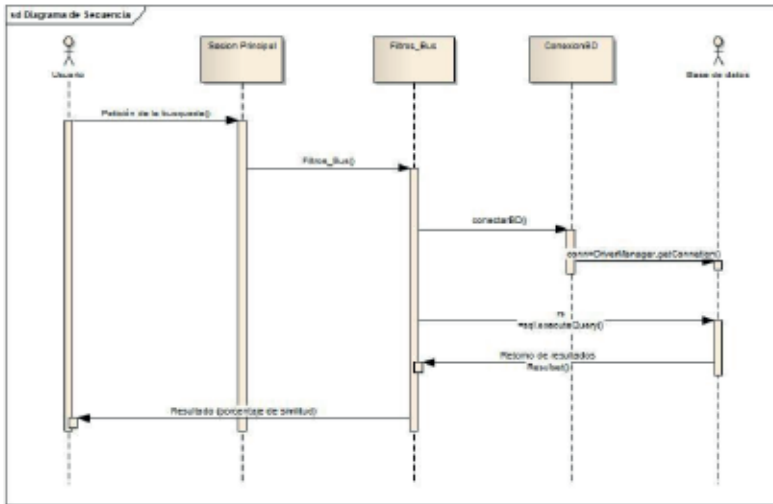 sd Diagrama de Secuencia
Usuario
Sesion Principal
Filtros_Bus
ConexionBD
Base de datos
Petición de la busqueda()
Filtros_Bus()
conectarBD()
conn=DriverManager.getConnetion()
rs
=sql.executeQuery()
Retorno de resultados
Resulset()
Resultado (porcentaje de similitud)